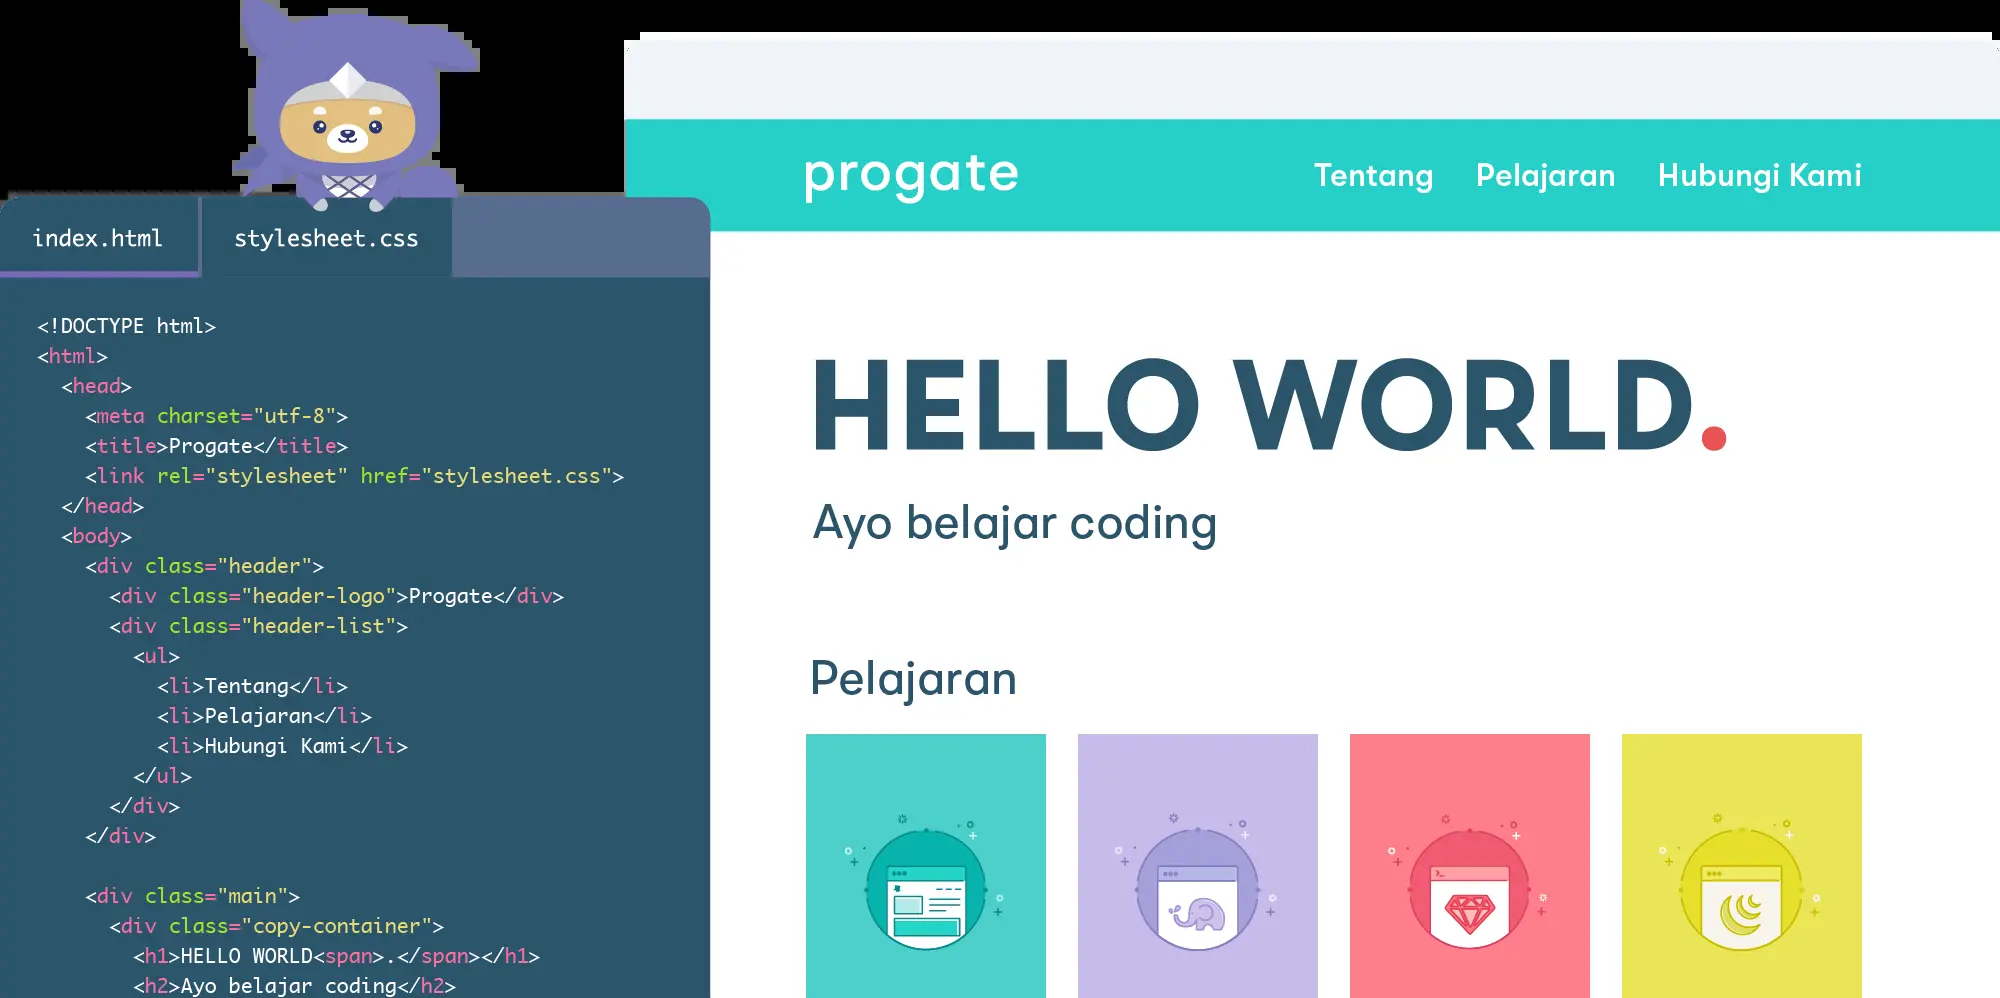 index.html
stylesheet.css
<!DOCTYPE html>
<html>
<head>
<meta charset="utf-8">
<title>Progate</title>
<link rel="stylesheet" href="stylesheet.css">
</head>
<body>
<div class="header">
<div class="header-logo">Progate</div>
<div class="header-list">
<ul>
<li>Tentang</li>
<li>Pelajaran</li>
<li>Hubungi Kami</li>
</ul>
</div>
</div>
<div class="main">
<div class="copy-container">
<h1>HELLO WORLD<span>.</span></h1>
<h2>Ayo belajar coding</h2>
progate
Tentang
Pelajaran
Hubungi Kami
HELLO WORLD.
Ayo belajar coding
Pelajaran